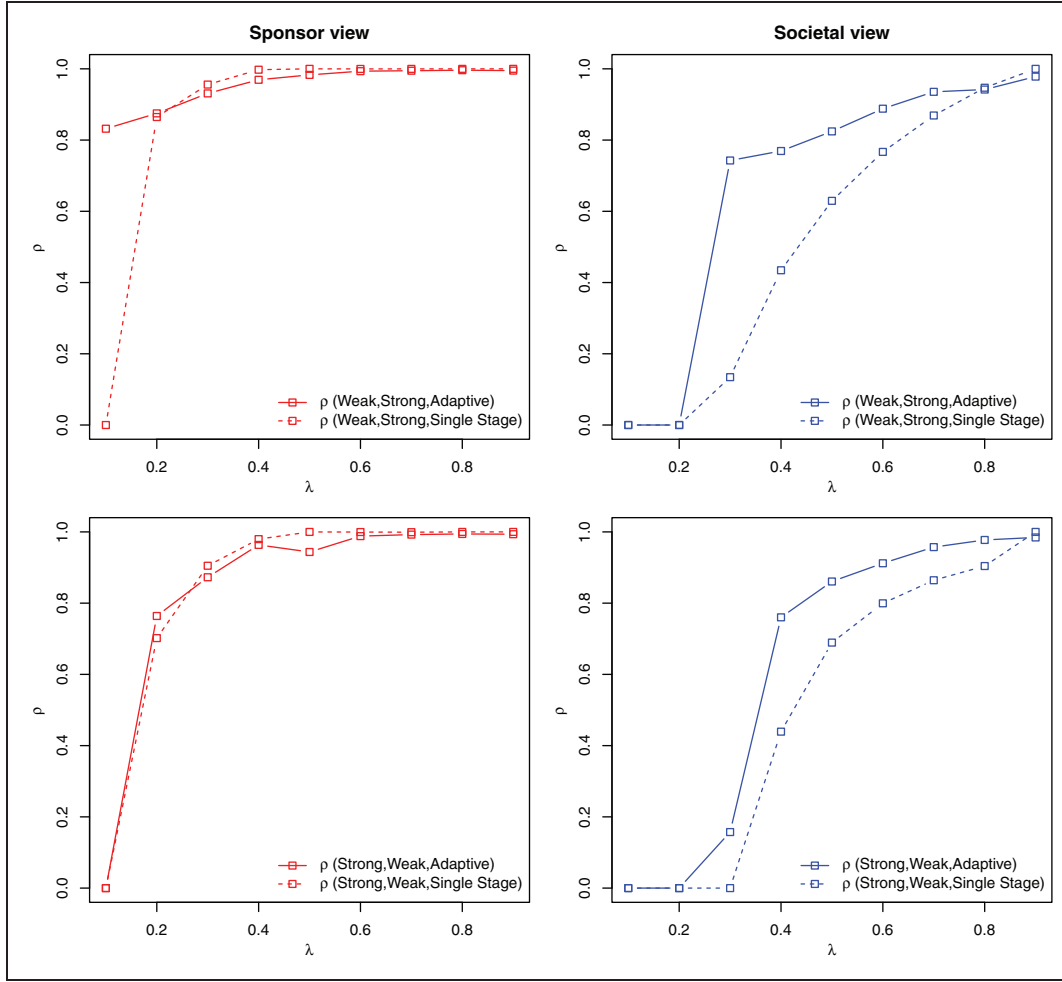 Sponsor view
Societal view
1.0
0.8
0.6
0.4
0.2
0.0
ρ
ρ (Weak,Strong,Adaptive)
ρ (Weak,Strong,Single Stage)
0.2 0.4 0.6 0.8
λ
1.0
0.8
0.6
0.4
0.2
0.0
ρ
ρ (Weak,Strong,Adaptive)
ρ (Weak,Strong,Single Stage)
0.2 0.4 0.6 0.8
λ
1.0
0.8
0.6
0.4
0.2
0.0
ρ
ρ (Strong,Weak,Adaptive)
ρ (Strong,Weak,Single Stage)
0.2 0.4 0.6 0.8
λ
1.0
0.8
0.6
0.4
0.2
0.0
ρ
ρ (Strong,Weak,Adaptive)
ρ (Strong,Weak,Single Stage)
0.2 0.4 0.6 0.8
λ